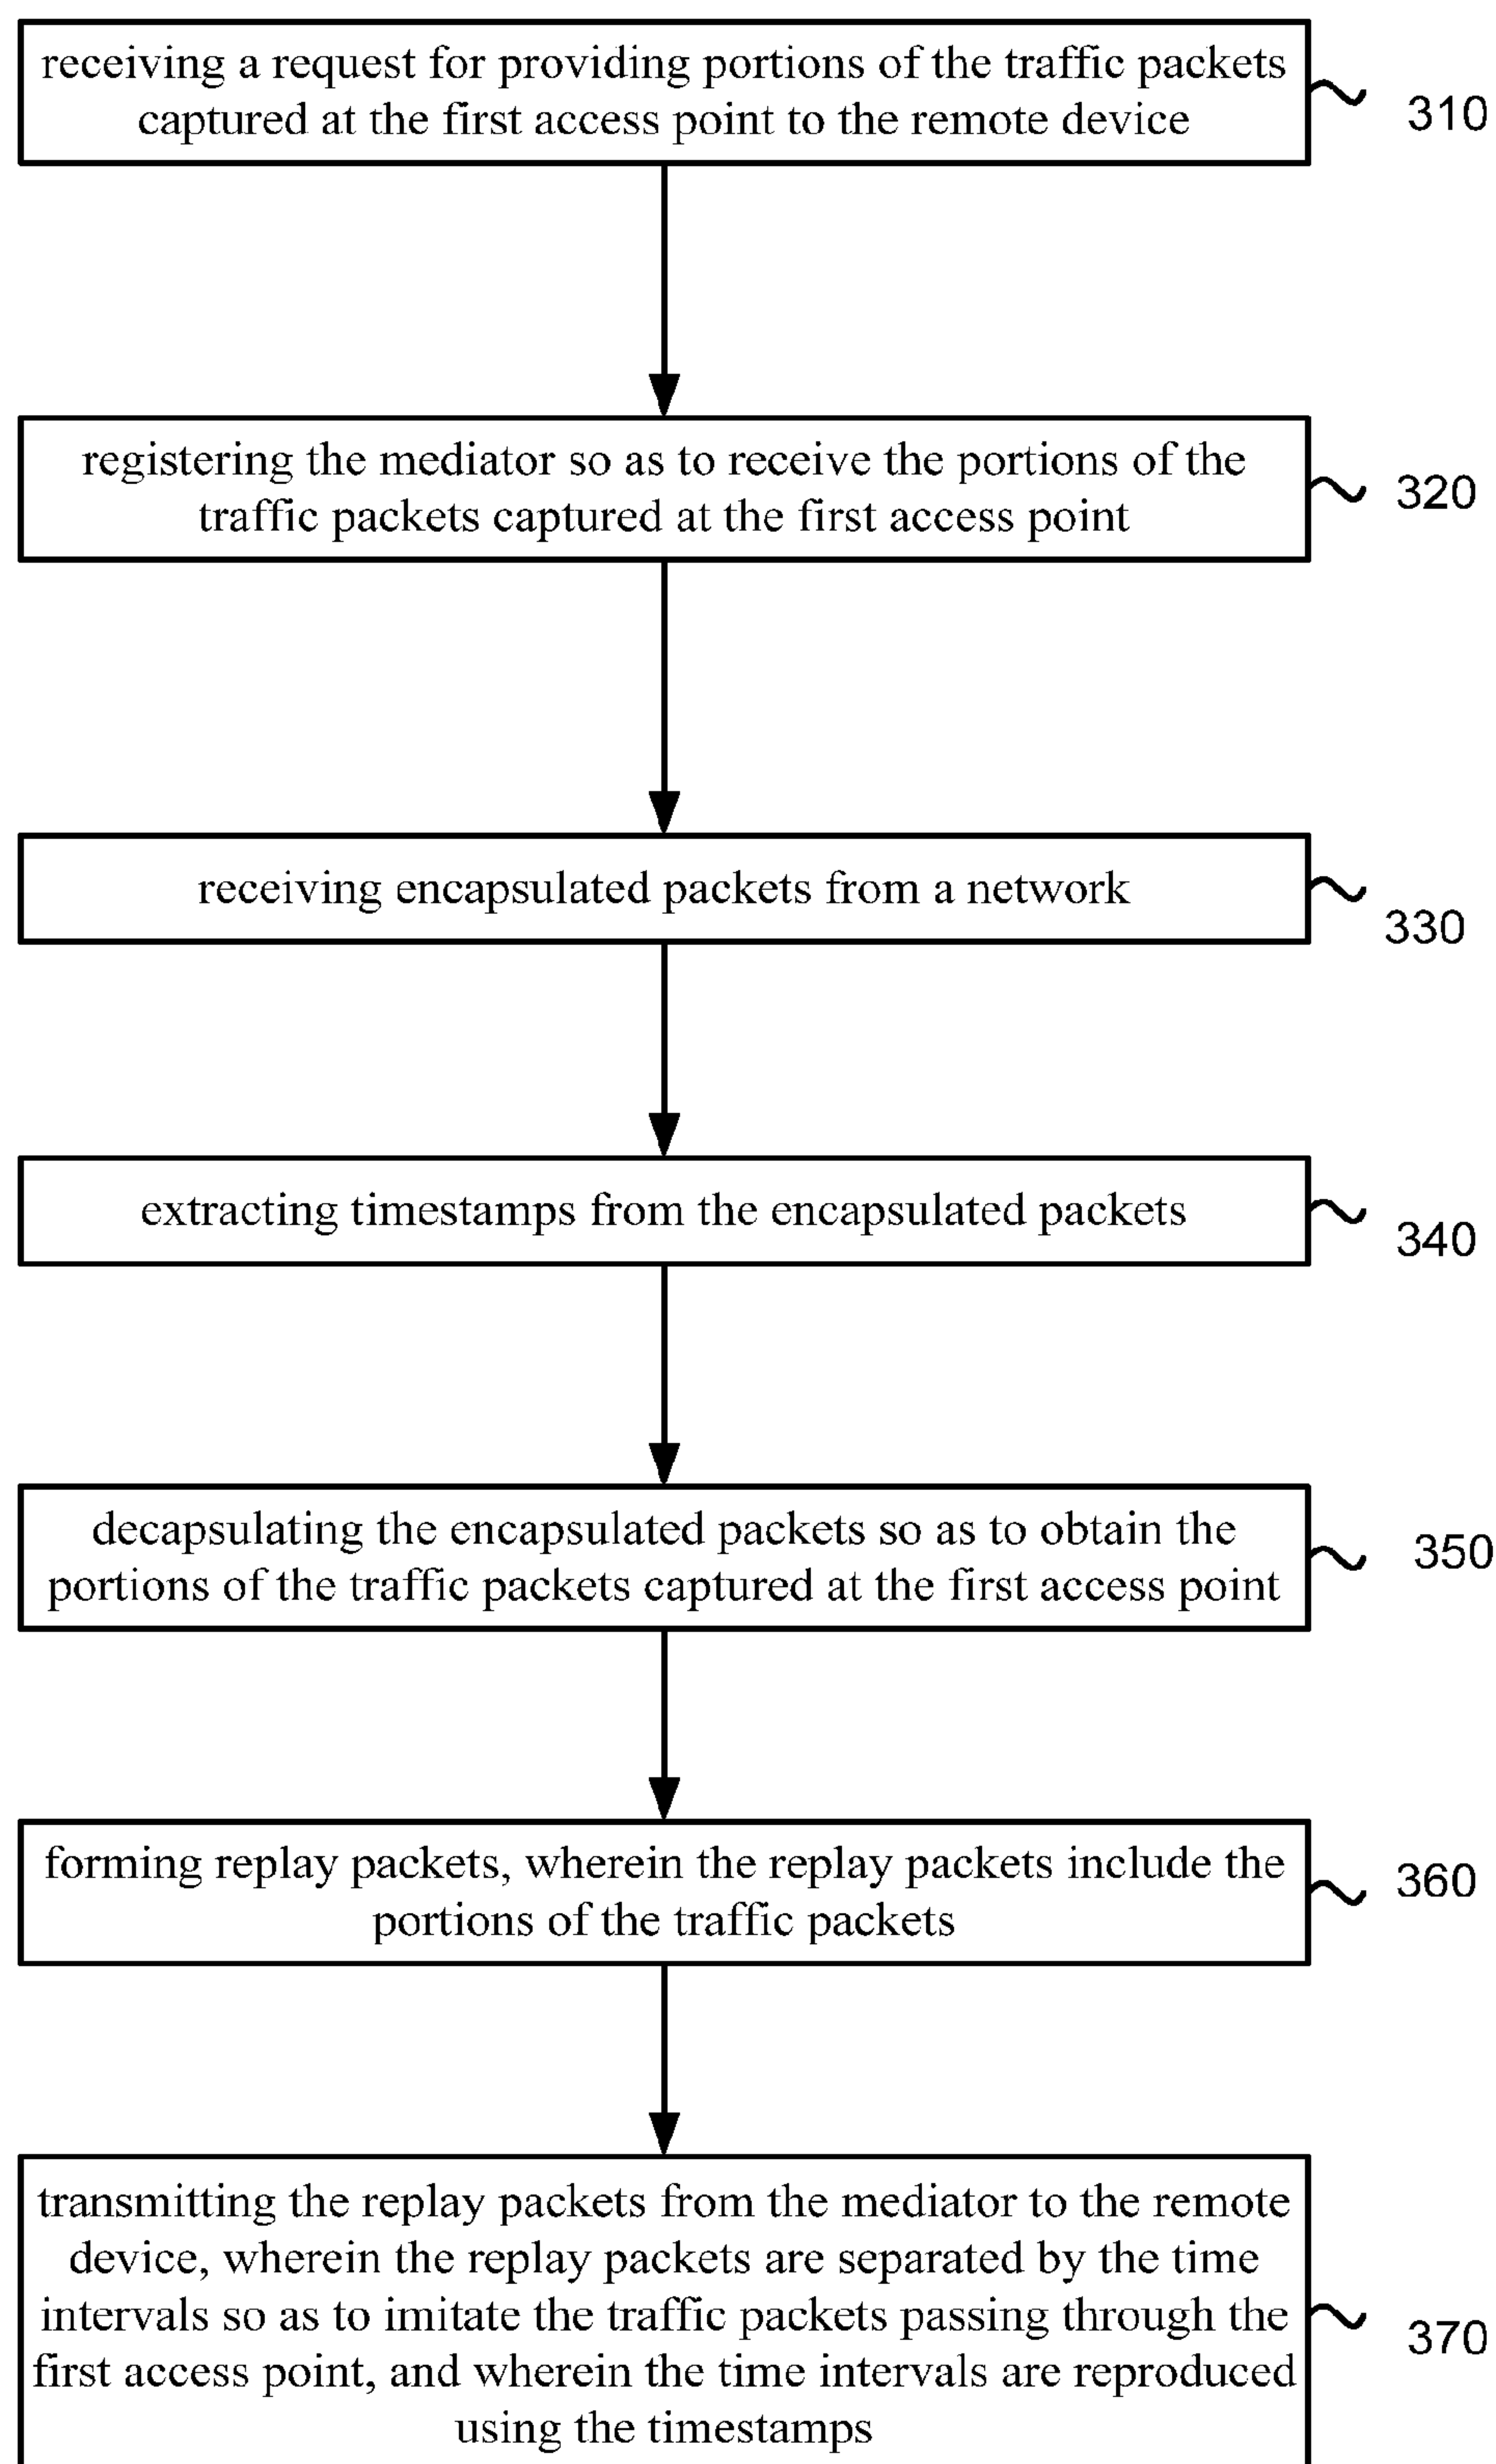 receiving a request for providing portions of the traffic packets
captured at the first access point to the remote device
310
registering the mediator so as to receive the portions of the
traffic packets captured at the first access point
320
receiving encapsulated packets from a network
330
extracting timestamps from the encapsulated packets
340
decapsulating the encapsulated packets so as to obtain the
portions of the traffic packets captured at the first access point
350
forming replay packets, wherein the replay packets include the
portions of the traffic packets
360
transmitting the replay packets from the mediator to the remote
device, wherein the replay packets are separated by the time
intervals so as to imitate the traffic packets passing through the
first access point, and wherein the time intervals are reproduced
using the timestamps
370